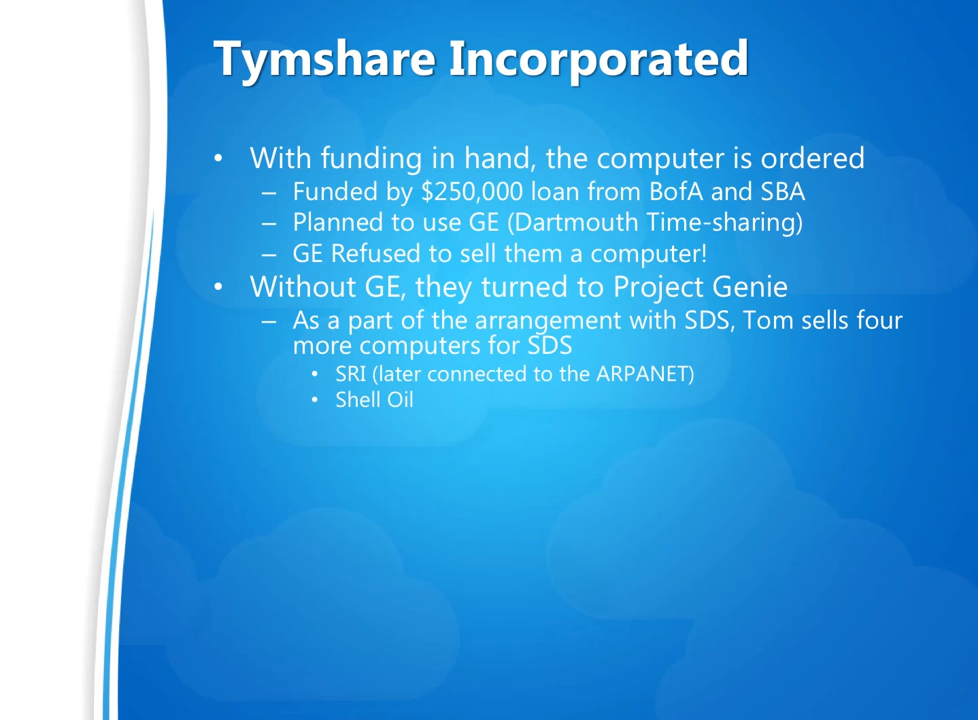 Tymshare Incorporated
• With funding in hand, the computer is ordered
– Funded by $250,000 loan from BofA and SBA
– Planned to use GE (Dartmouth Time-sharing)
– GE Refused to sell them a computer!
• Without GE, they turned to Project Genie
– As a part of the arrangement with SDS, Tom sells four
more computers for SDS
• SRI (later connected to the ARPANET)
• Shell Oil